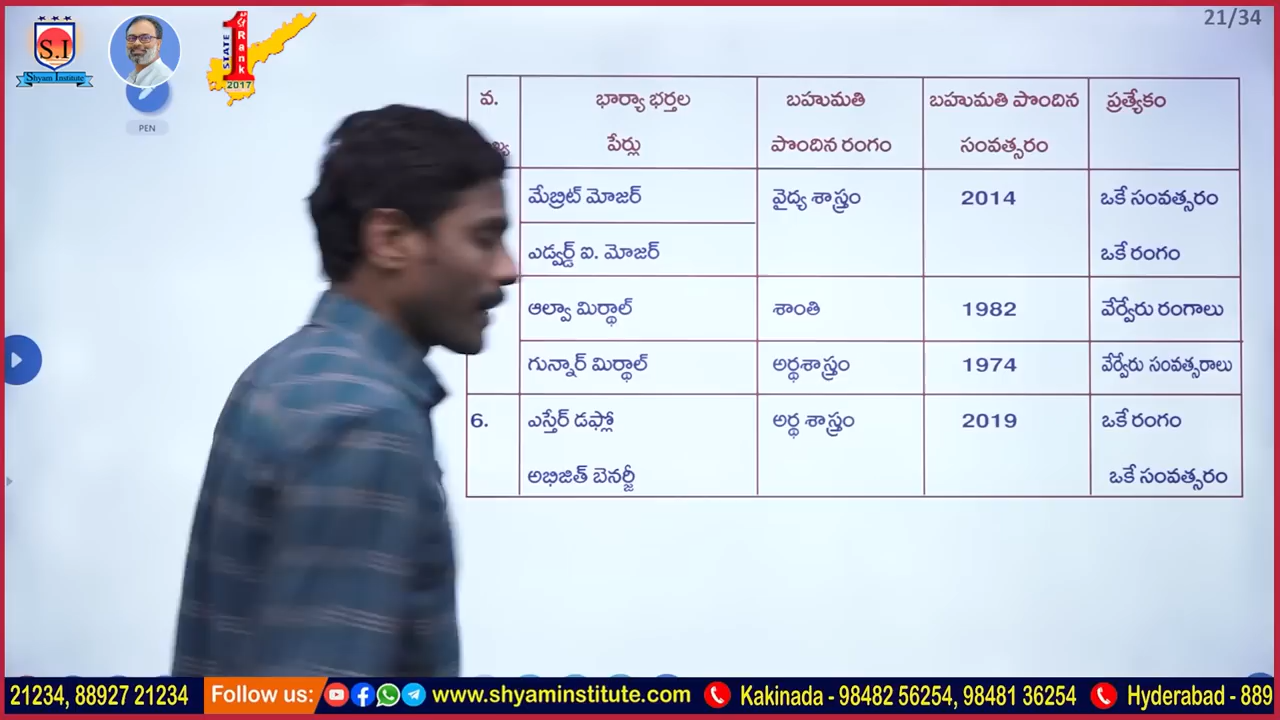 21/34
S.I
Shyam Institute
STATE
1
Rank
2017
PEN
వ. భార్యా భర్తల బహుమతి బహుమతి పొందిన ప్రత్యేకం
పేర్లు పొందిన రంగం సంవత్సరం
మేబ్రిట్ మోజర్ వైద్య శాస్త్రం 2014 ఒకే సంవత్సరం
ఎడ్వర్డ్ ఐ. మోజర్ ఒకే రంగం
ఆల్వా మిర్థాల్ శాంతి 1982 వేర్వేరు రంగాలు
గున్నార్ మిర్థాల్ అర్థశాస్త్రం 1974 వేర్వేరు సంవత్సరాలు
6. ఎస్తేర్ డఫ్లో అర్థ శాస్త్రం 2019 ఒకే రంగం
అభిజిత్ బెనర్జీ ఒకే సంవత్సరం
21234, 88927 21234 Follow us: www.shyaminstitute.com Kakinada - 98482 56254, 98481 36254 Hyderabad - 889